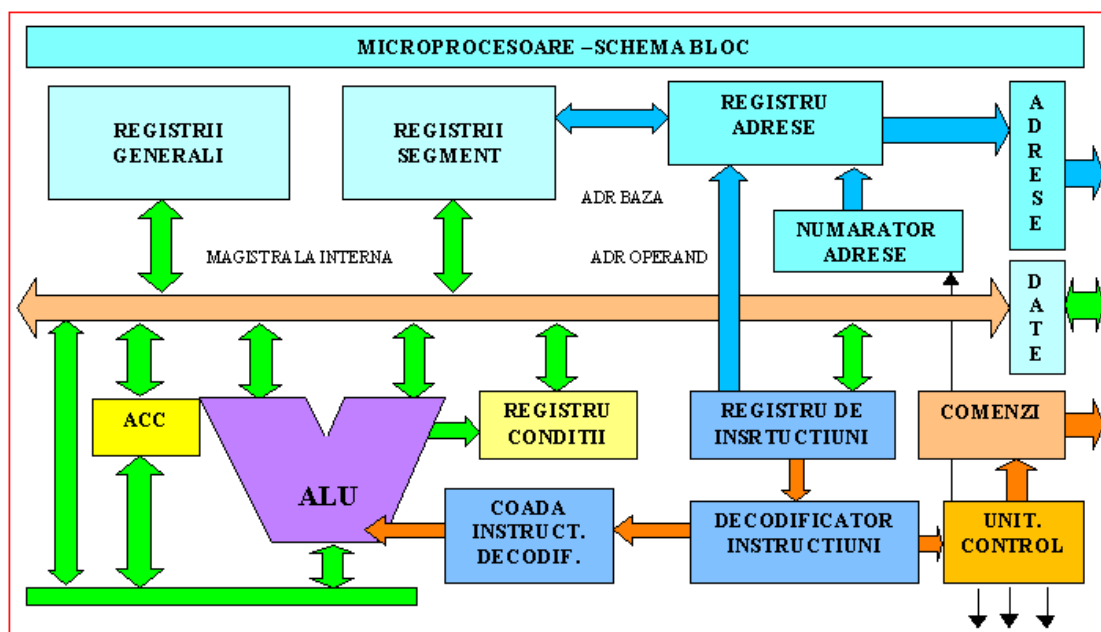 MICROPROCESOARE –SCHEMA BLOC
REGISTRII
GENERALI
REGISTRII
SEGMENT
REGISTRU
ADRESE
A
D
R
E
S
E
ADR BAZA
NUMARATOR
ADRESE
MAGISTRALA INTERNA
ADR OPERAND
D
A
T
E
ACC
ALU
REGISTRU
CONDITII
REGISTRU DE
INSRTUCTIUNI
COMENZI
COADA
INSTRUCT.
DECODIF.
DECODIFICATOR
INSTRUCTIUNI
UNIT.
CONTROL